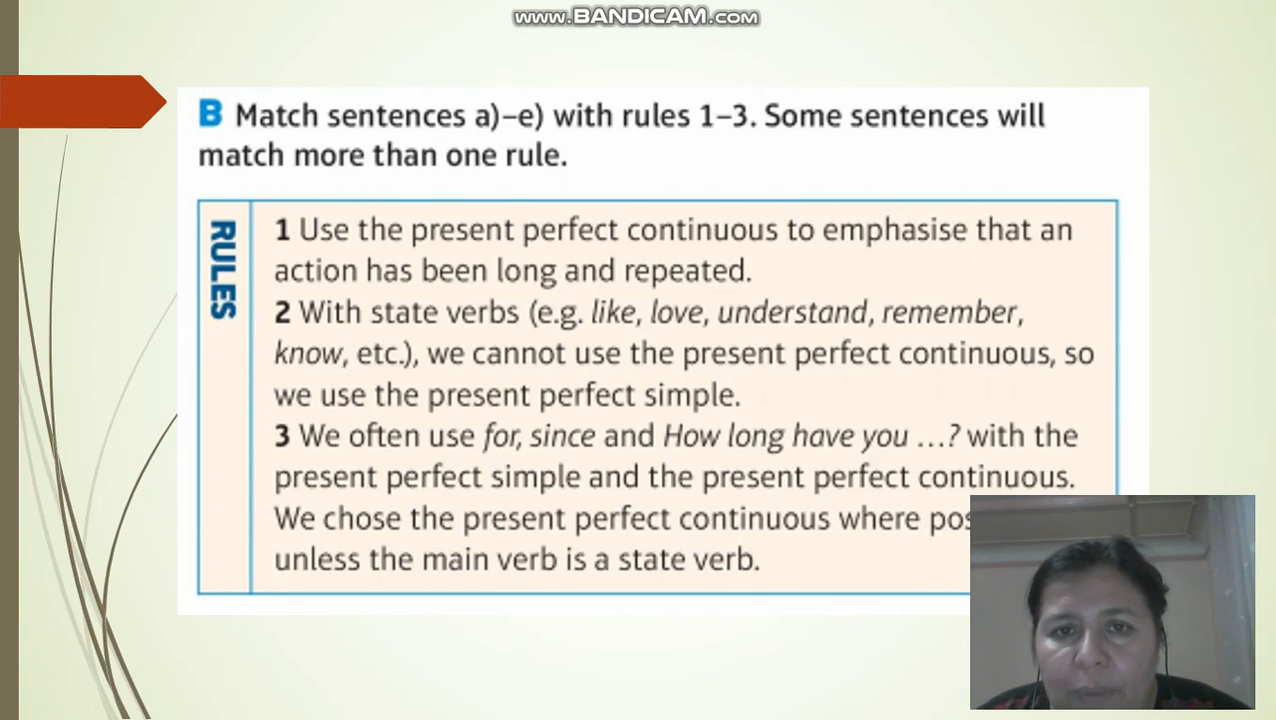 www.BANDICAM.com
B Match sentences a)–e) with rules 1–3. Some sentences will
match more than one rule.
RULES
1 Use the present perfect continuous to emphasise that an
action has been long and repeated.
2 With state verbs (e.g. like, love, understand, remember,
know, etc.), we cannot use the present perfect continuous, so
we use the present perfect simple.
3 We often use for, since and How long have you ...? with the
present perfect simple and the present perfect continuous.
We chose the present perfect continuous where
unless the main verb is a state verb.